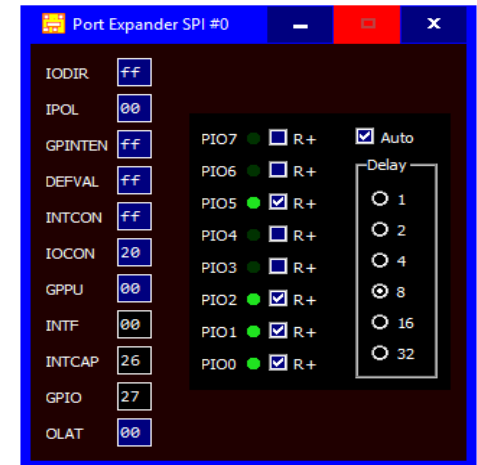 Port Expander SPI #0
IODIR ff
IPOL 00
GPINTEN ff
DEFVAL ff
INTCON ff
IOCON 20
GPPU 00
INTF 00
INTCAP 26
GPIO 27
OLAT 00
PIO7 R+
PIO6 R+
PIO5 R+
PIO4 R+
PIO3 R+
PIO2 R+
PIO1 R+
PIO0 R+
Auto
Delay
1
2
4
8
16
32